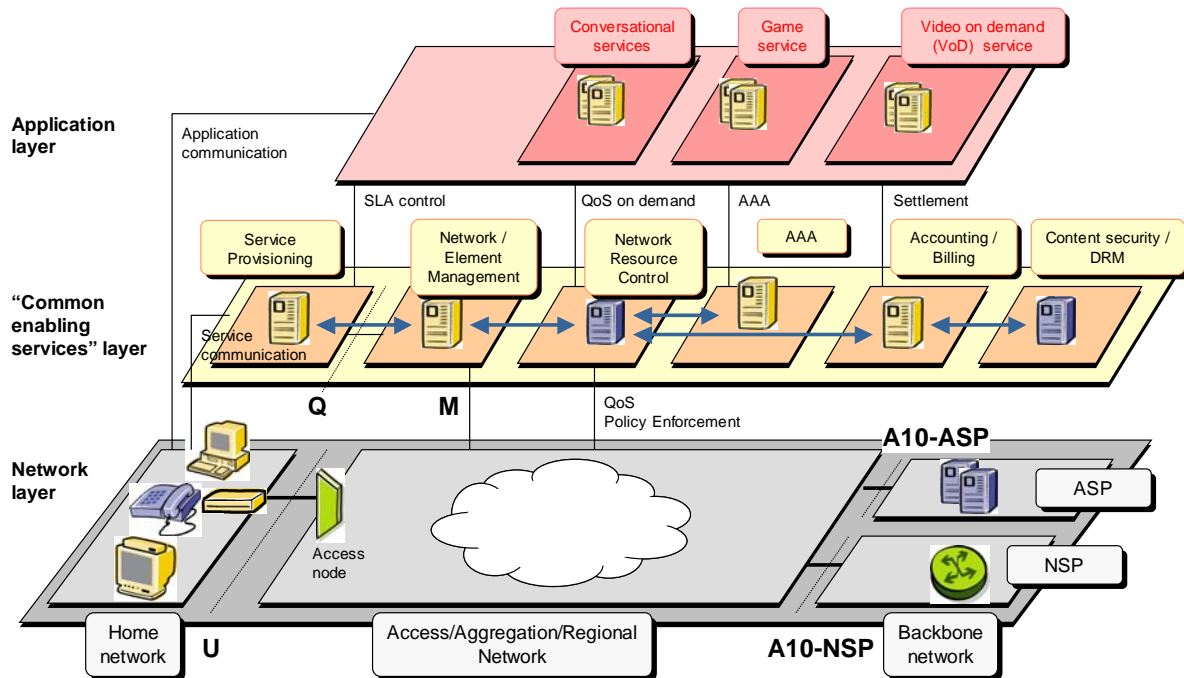 Conversational
services
Game
service
Video on demand
(VoD) service
Application
layer
Application
communication
SLA control
QoS on demand
AAA
Settlement
Service
Provisioning
Network /
Element
Management
Network
Resource
Control
AAA
Accounting /
Billing
Content security /
DRM
“Common
enabling
services” layer
Service
communication
Q
M
QoS
Policy Enforcement
A10-ASP
Network
layer
ASP
Access
node
NSP
Home
network
U
Access/Aggregation/Regional
Network
A10-NSP
Backbone
network